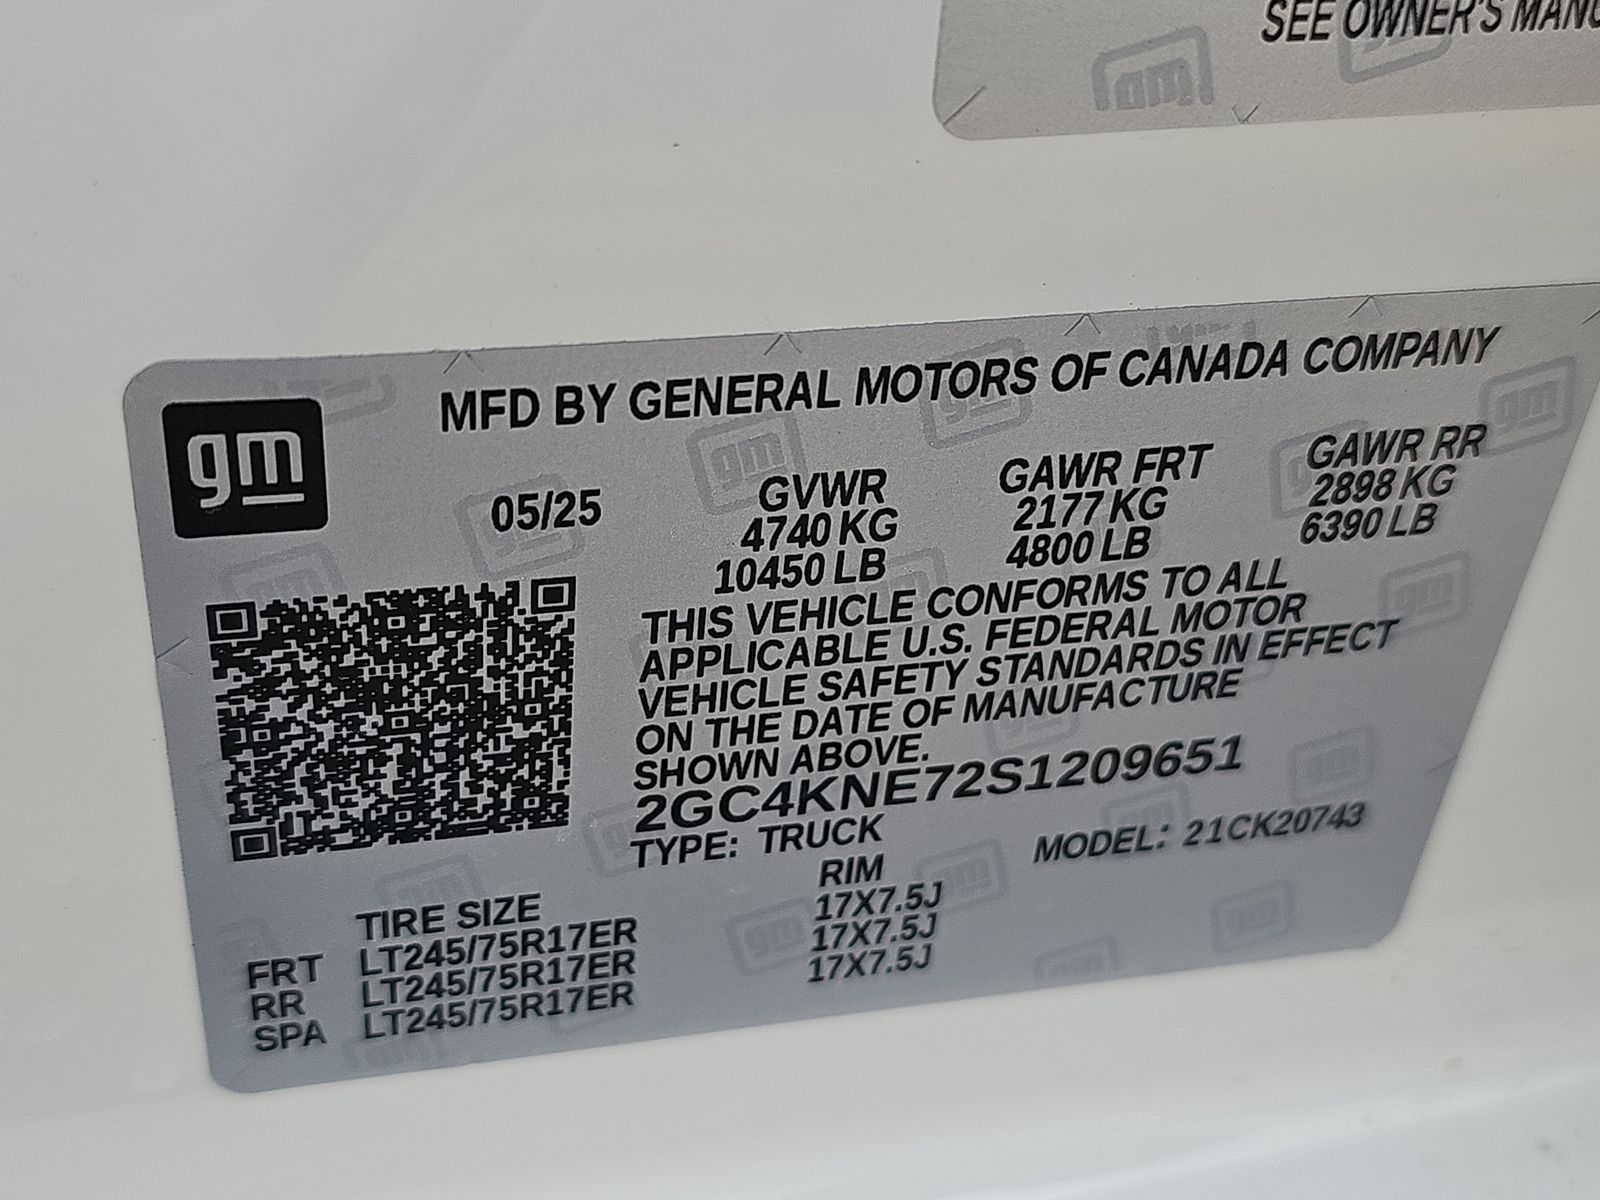 SEE OWNER'S
gm
MFD BY GENERAL MOTORS OF CANADA COMPANY
05/25 GVWR GAWR FRT GAWR RR
4740 KG 2177 KG 2898 KG
10450 LB 4800 LB 6390 LB
THIS VEHICLE CONFORMS TO ALL
APPLICABLE U.S. FEDERAL MOTOR
VEHICLE SAFETY STANDARDS IN EFFECT
ON THE DATE OF MANUFACTURE
SHOWN ABOVE.
2GC4KNE72S1209651
TYPE: TRUCK MODEL: 21CK20743
TIRE SIZE RIM
FRT LT245/75R17ER 17X7.5J
RR LT245/75R17ER 17X7.5J
SPA LT245/75R17ER 17X7.5J